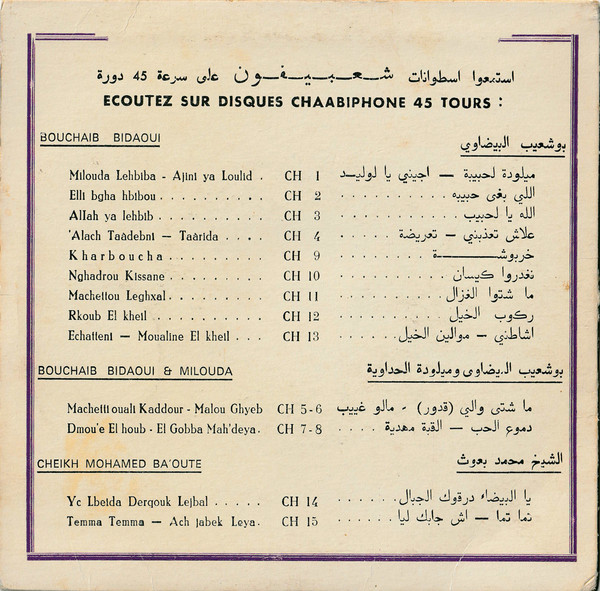 استمعوا اسطوانات شعبيفون على سرعة 45 دورة
ECOUTEZ SUR DISQUES CHAABIPHONE 45 TOURS :
BOUCHAIB BIDAOUI بوشعيب البيضاوي
Milouda Lehbiba - Ajini ya Loulid . CH 1 ميلودة لحبيبة — اجيني يا لوليد
Elli bgha hbibou . . . . . . . . . . CH 2 اللي بغى حبيبه . . . . . . . . . .
Allah ya lehbib . . . . . . . . . . CH 3 الله يا لحبيب . . . . . . . . . .
'Alach Taàdebni — Taàrida . . . . CH 4 علاش تعذبني — تعريضة . . . . .
Kharboucha . . . . . . . . . . CH 9 خربوشة . . . . . . . . . .
Nghadrou Kissane . . . . . . . . . CH 10 نغدروا كيسان . . . . . . . . . .
Machettou Leghzal . . . . . . . . . CH 11 ما شتوا الغزال . . . . . . . . . .
Rkoub El kheil . . . . . . . . . . CH 12 ركوب الخيل . . . . . . . . . .
Echatteni — Moualine El kheil . . . CH 13 اشاطني — موالين الخيل . . . . .
BOUCHAIB BIDAOUI & MILOUDA بوشعيب البيضاوى وميلودة الحداوية
Machetti ouali Kaddour - Malou Ghyeb CH 5-6 ما شتى والي (قدور) - مالو غييب
Dmou'e El houb - El Gobba Mah'deya. CH 7-8 دموع الحب — القبة مهدية . . . .
CHEIKH MOHAMED BA'OUTE الشيخ محمد بعوث
Ye Lbeida Derqouk Lejbal . . . . . CH 14 يا البيضاء درقوك الجبال . . . . . .
Temma Temma — Ach jabek Leya. CH 15 تما تما — اش جابك ليا . . . . . .